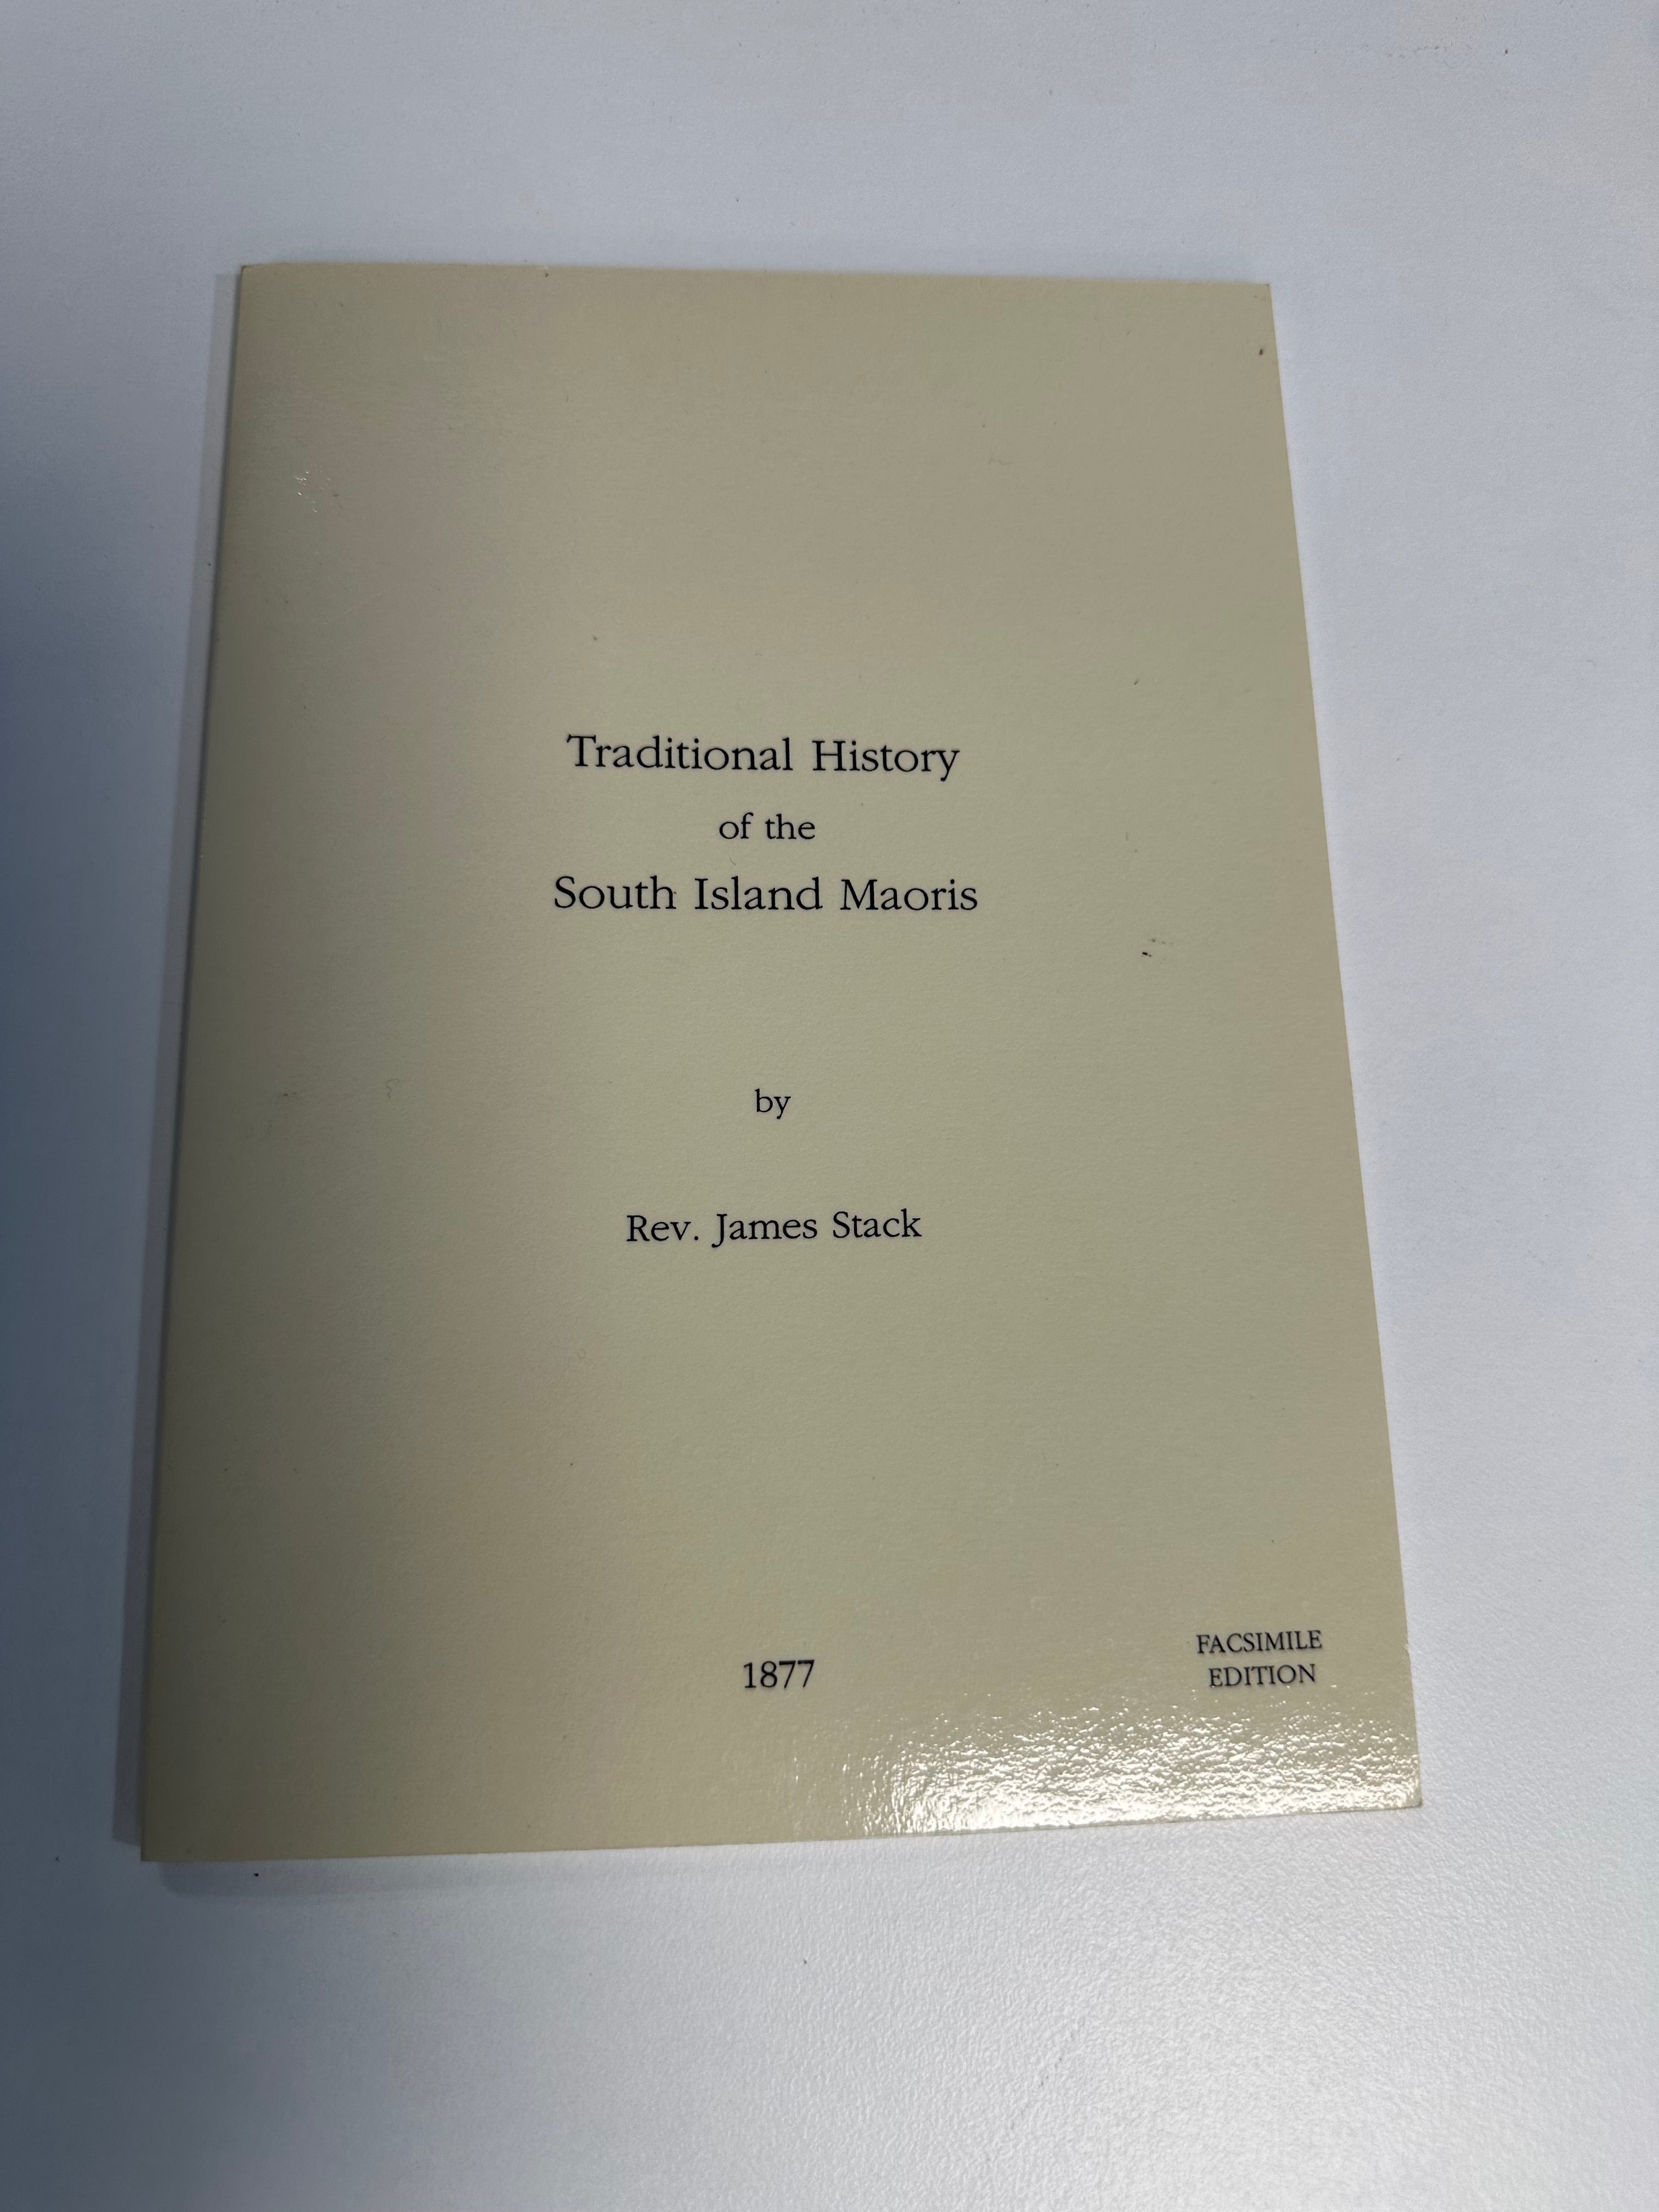 Traditional History
of the
South Island Maoris
by
Rev. James Stack
1877
FACSIMILE
EDITION